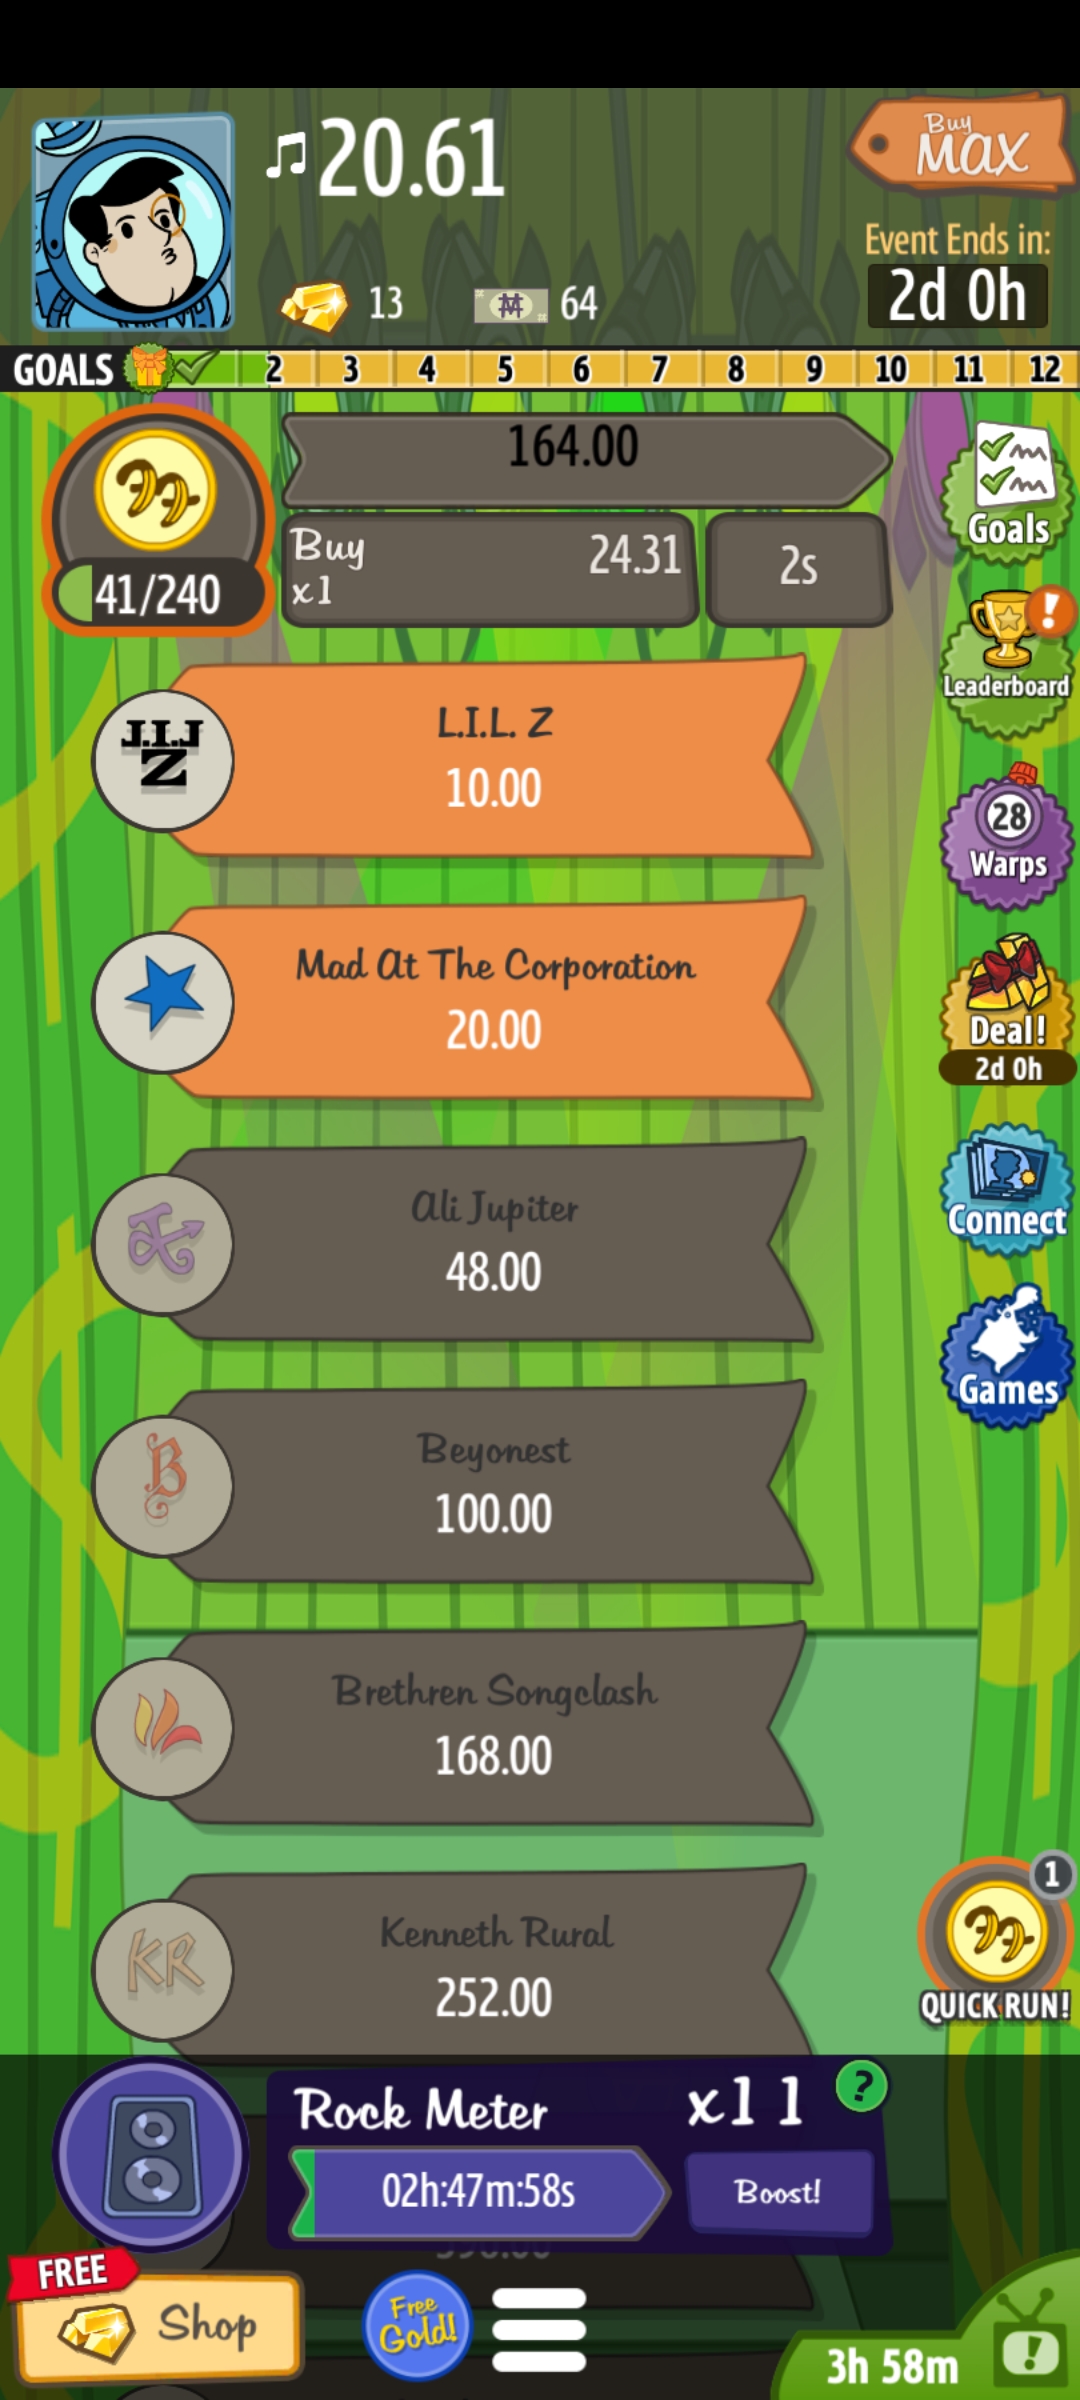 20.61
Buy
MAX
13
64
Event Ends in:
2d 0h
GOALS 2 3 4 5 6 7 8 9 10 11 12
164.00
41/240
Buy
x1
24.31
2s
Goals
Leaderboard
L.I.L. Z
10.00
28
Warps
Mad At The Corporation
20.00
Deal!
2d 0h
Ali Jupiter
48.00
Connect
Beyonest
100.00
Games
B
Brethren Songclash
168.00
Kenneth Rural
252.00
KR
1
QUICK RUN!
Rock Meter
x11
?
02h:47m:58s
Boost!
FREE
Shop
Free
Gold!
3h 58m